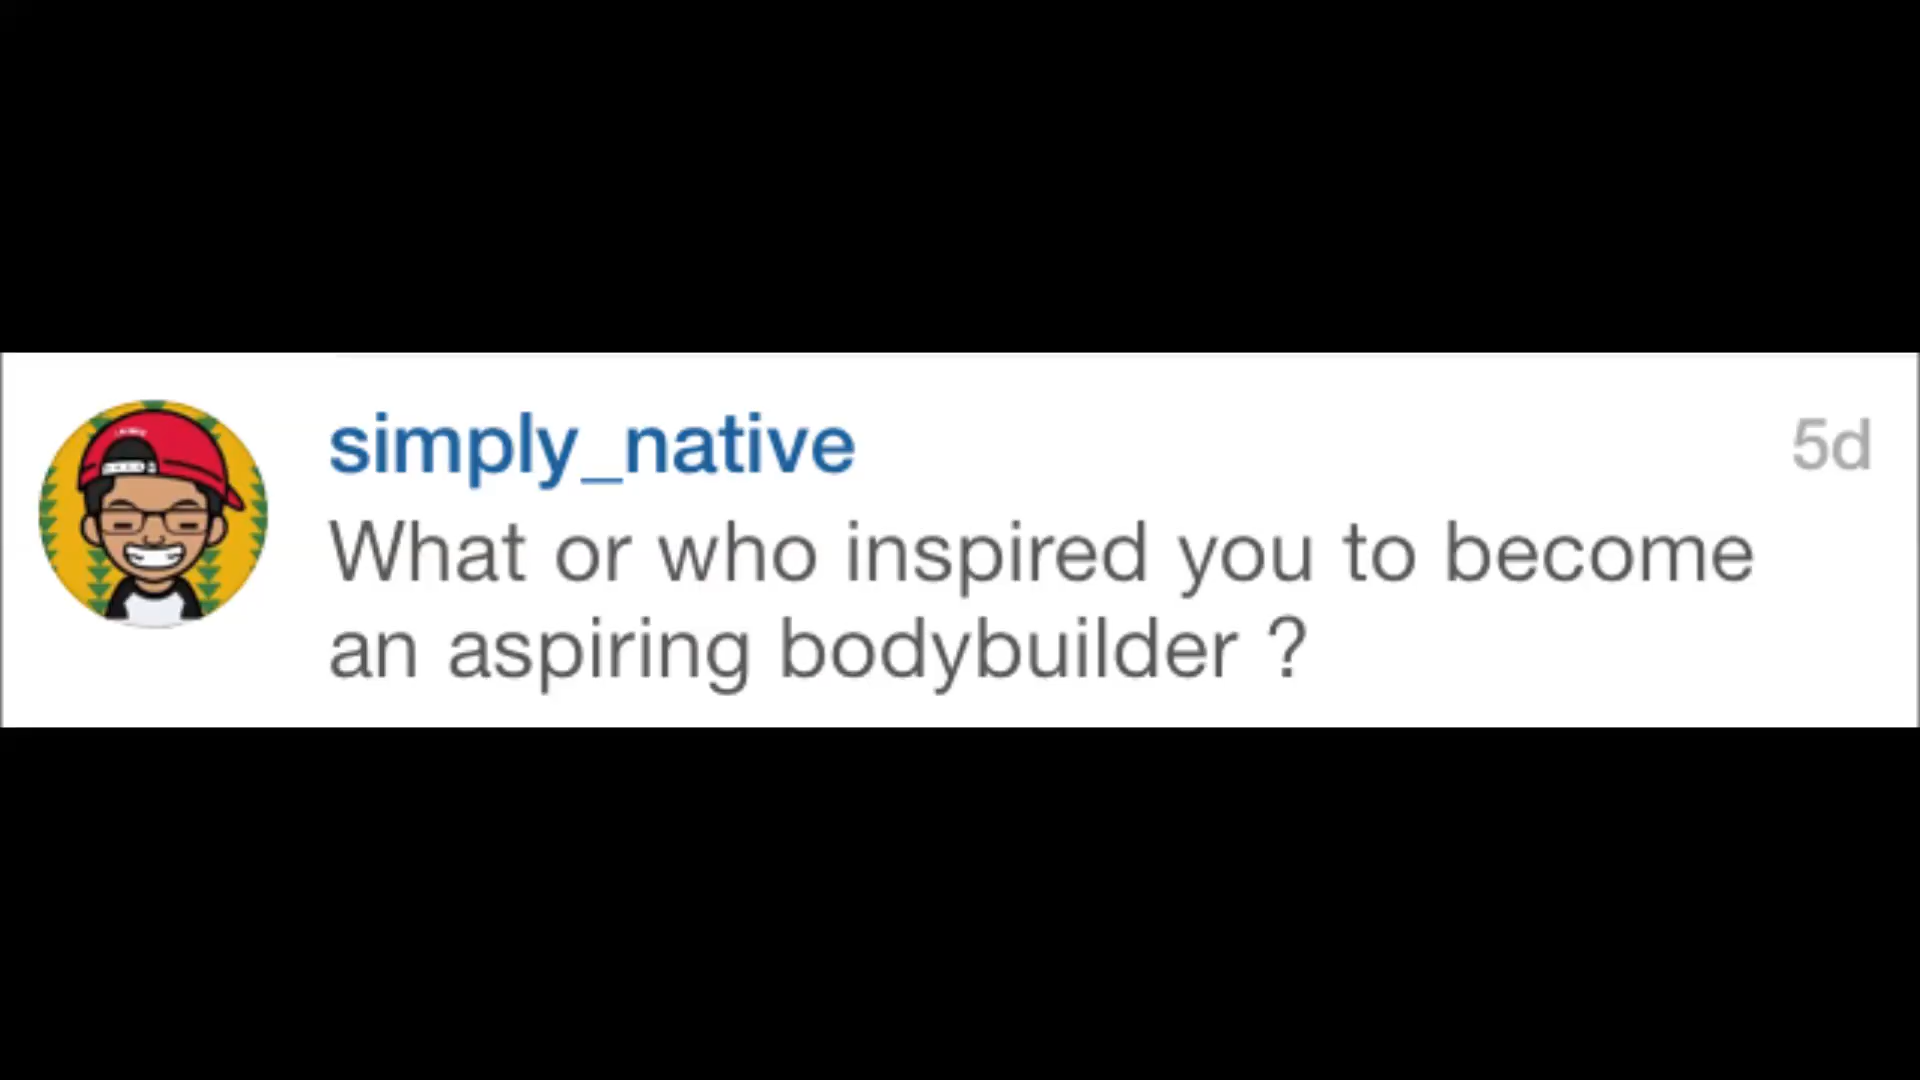 simply_native
5d
What or who inspired you to become
an aspiring bodybuilder ?